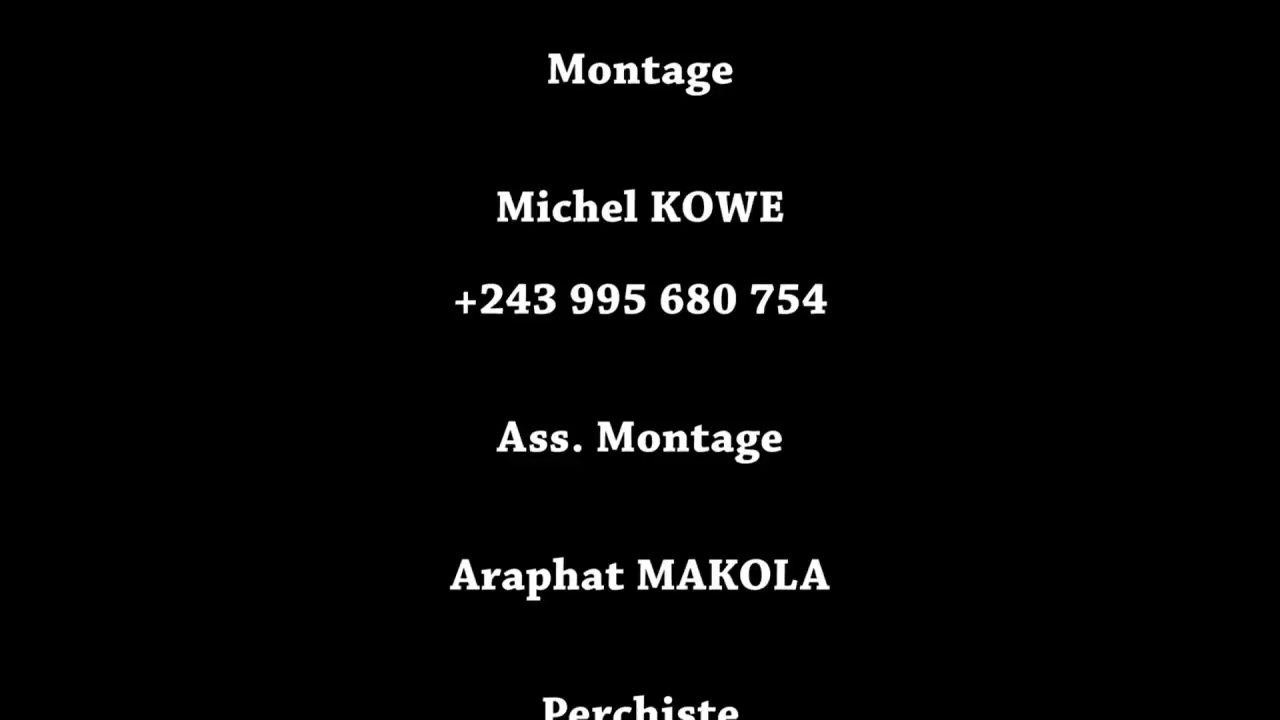 Montage
Michel KOWE
+243 995 680 754
Ass. Montage
Araphat MAKOLA
Perchiste